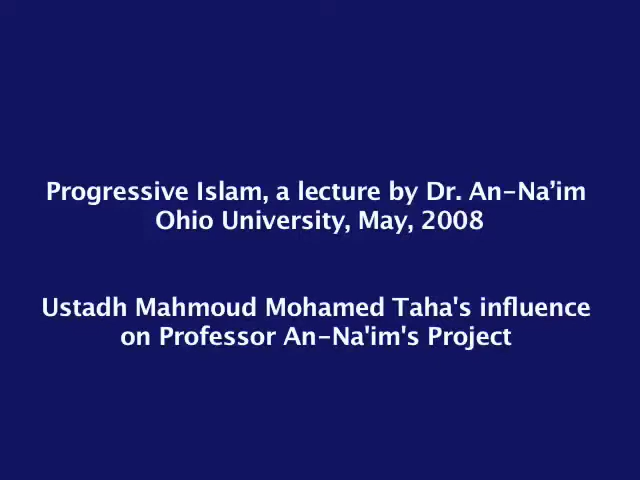 Progressive Islam, a lecture by Dr. An-Na’im
Ohio University, May, 2008
Ustadh Mahmoud Mohamed Taha's influence
on Professor An-Na'im's Project